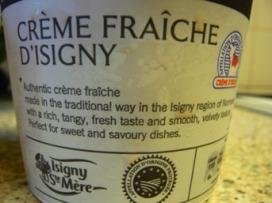 CRÈME FRAÎCHE
D'ISIGNY
Authentic crème fraîche
made in the traditional way in the Isigny region of
with a rich, tangy, fresh taste and smooth, velvety
Perfect for sweet and savoury dishes.
Isigny
Ste Mère